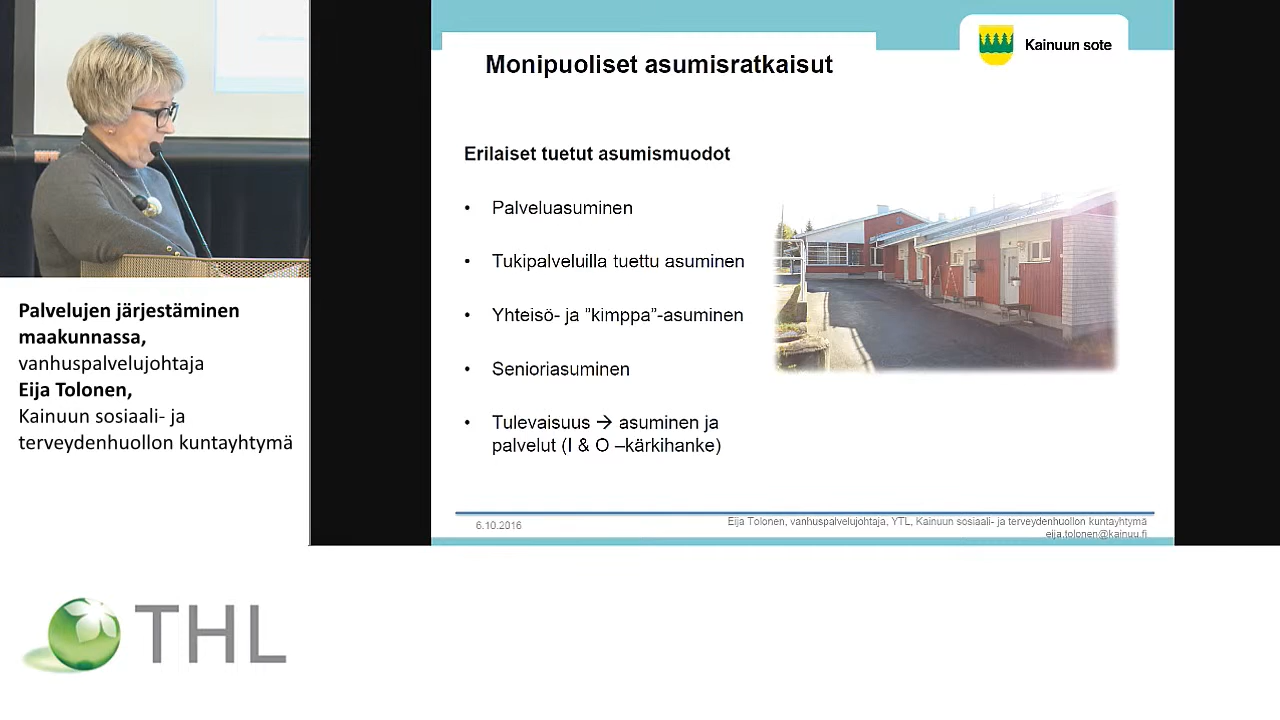 Monipuoliset asumisratkaisut
Kainuun sote
Erilaiset tuetut asumismuodot
• Palveluasuminen
• Tukipalveluilla tuettu asuminen
• Yhteisö- ja ”kimppa”-asuminen
• Senioriasuminen
• Tulevaisuus → asuminen ja
palvelut (I & O –kärkihanke)
6.10.2016
Eija Tolonen, vanhuspalvelujohtaja, YTL, Kainuun sosiaali- ja terveydenhuollon kuntayhtymä
eija.tolonen@kainuu.fi
Palvelujen järjestäminen
maakunnassa,
vanhuspalvelujohtaja
Eija Tolonen,
Kainuun sosiaali- ja
terveydenhuollon kuntayhtymä
THL